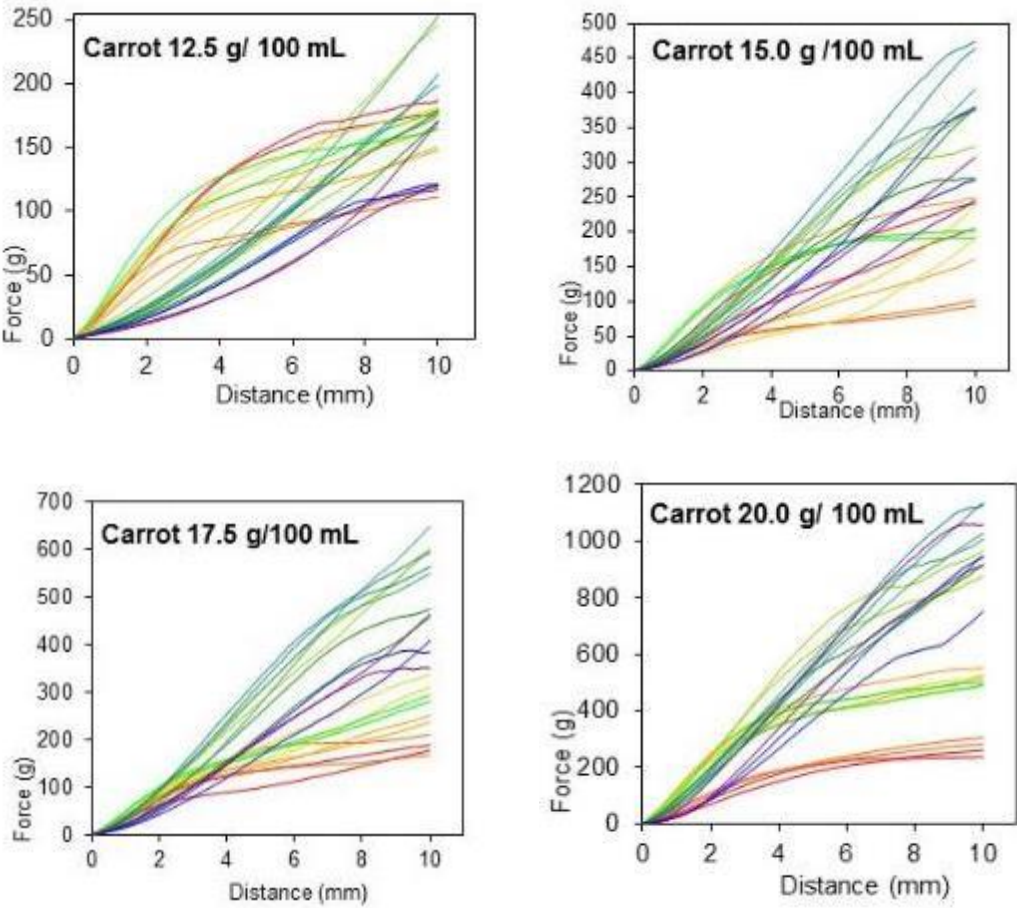 Carrot 12.5 g/ 100 mL
250
200
150
100
50
0
Force (g)
0 2 4 6 8 10
Distance (mm)
Carrot 15.0 g /100 mL
500
450
400
350
300
250
200
150
100
50
0
Force (g)
0 2 4 6 8 10
Distance (mm)
Carrot 17.5 g/100 mL
700
600
500
400
300
200
100
0
Force (g)
0 2 4 6 8 10
Distance (mm)
Carrot 20.0 g/ 100 mL
1200
1000
800
600
400
200
0
Force (g)
0 2 4 6 8 10
Distance (mm)